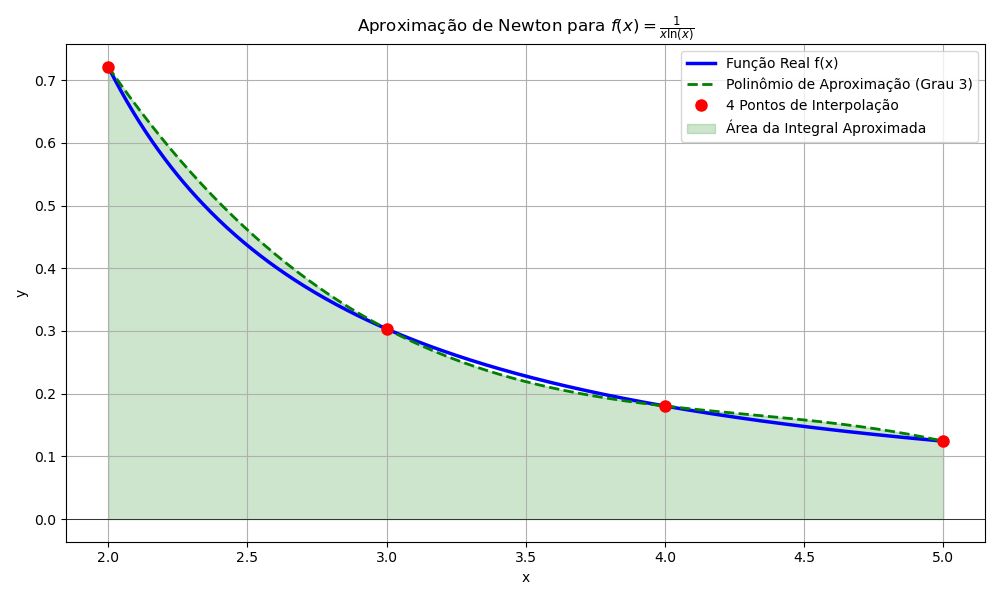 Aproximação de Newton para $f(x) = \frac{1}{x\ln(x)}$
Função Real f(x)
Polinômio de Aproximação (Grau 3)
4 Pontos de Interpolação
Área da Integral Aproximada
y
0.7
0.6
0.5
0.4
0.3
0.2
0.1
0.0
2.0 2.5 3.0 3.5 4.0 4.5 5.0
x